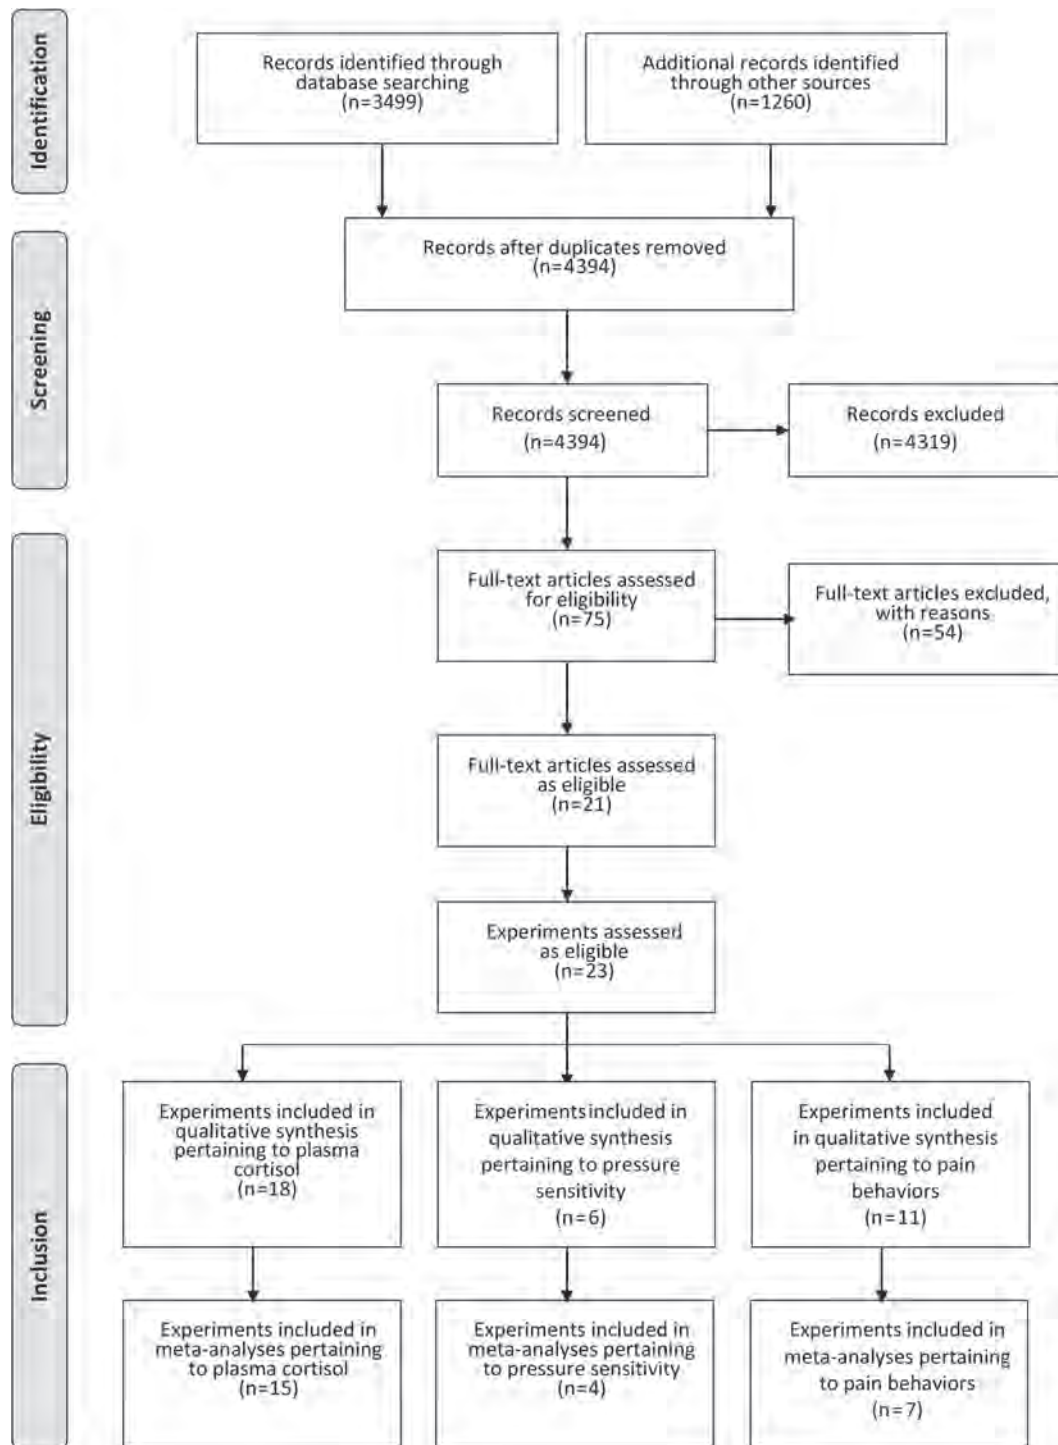 Identification
Records identified through
database searching
(n=3499)
Additional records identified
through other sources
(n=1260)
Records after duplicates removed
(n=4394)
Screening
Records screened
(n=4394)
Records excluded
(n=4319)
Eligibility
Full-text articles assessed
for eligibility
(n=75)
Full-text articles excluded,
with reasons
(n=54)
Full-text articles assessed
as eligible
(n=21)
Experiments assessed
as eligible
(n=23)
Inclusion
Experiments included in
qualitative synthesis
pertaining to plasma
cortisol
(n=18)
Experiments included in
qualitative synthesis
pertaining to pressure
sensitivity
(n=6)
Experiments included
in qualitative synthesis
pertaining to pain
behaviors
(n=11)
Experiments included in
meta-analyses pertaining
to plasma cortisol
(n=15)
Experiments included in
meta-analyses pertaining
to pressure sensitivity
(n=4)
Experiments included in
meta-analyses pertaining
to pain behaviors
(n=7)